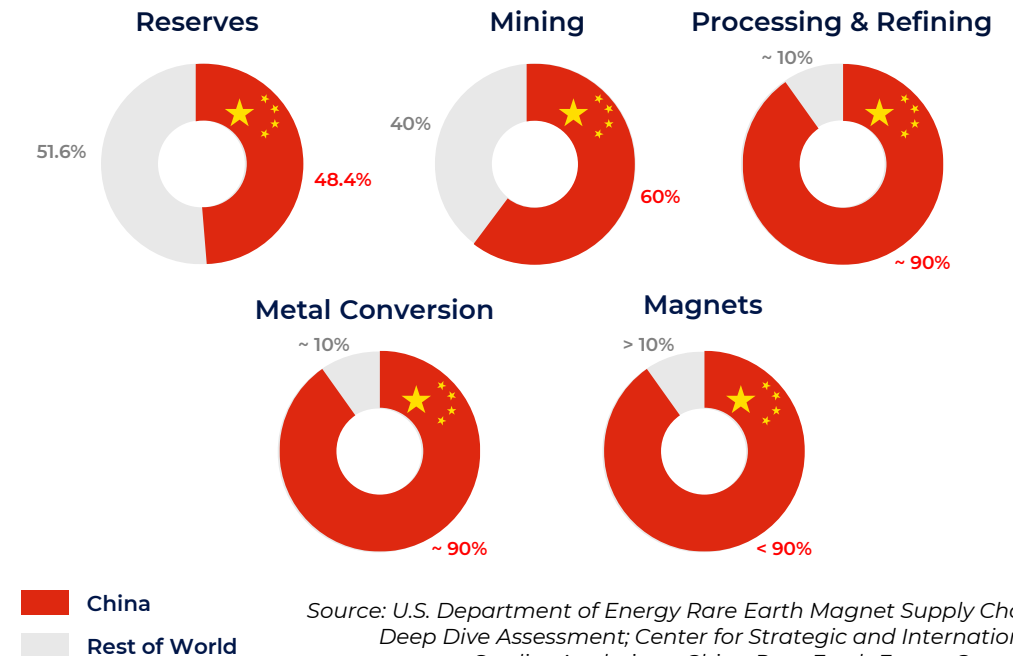 Reserves
Mining
Processing & Refining
~ 10%
40%
51.6%
48.4%
60%
~ 90%
Metal Conversion
Magnets
~ 10%
> 10%
~ 90%
< 90%
China
Rest of World
Source: U.S. Department of Energy Rare Earth Magnet Supply
Deep Dive Assessment; Center for Strategic and